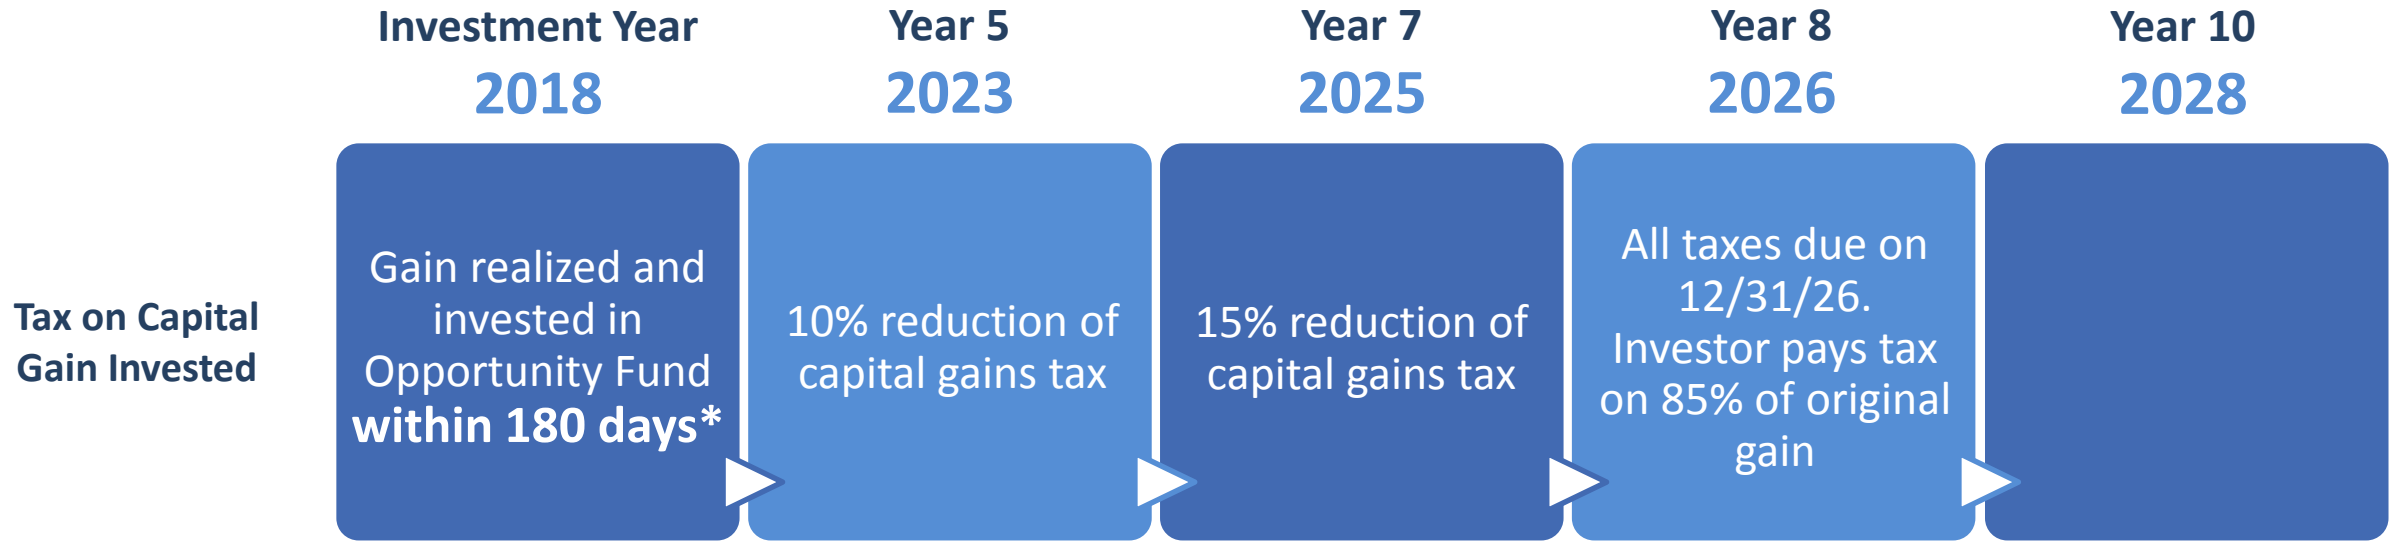 Investment Year
2018
Year 5
2023
Year 7
2025
Year 8
2026
Year 10
2028
Tax on Capital
Gain Invested
Gain realized and
invested in
Opportunity Fund
within 180 days*
10% reduction of
capital gains tax
15% reduction of
capital gains tax
All taxes due on
12/31/26.
Investor pays tax
on 85% of original
gain